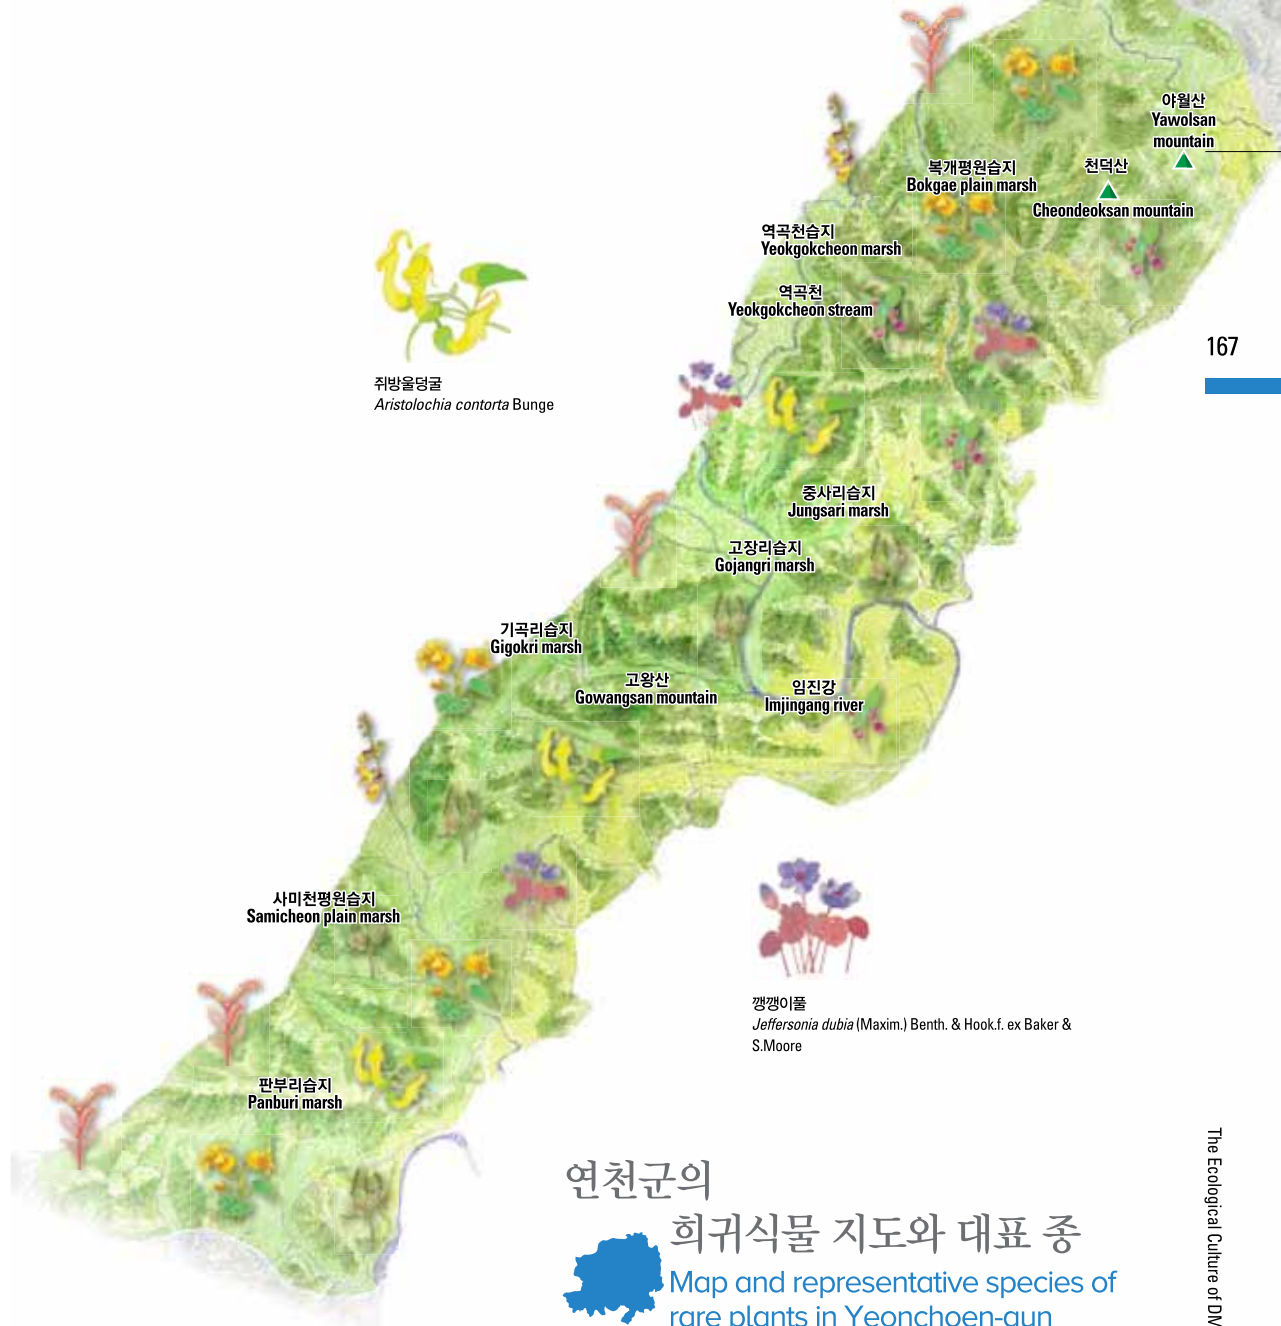 야월산
Yawolsan
mountain
천덕산
Cheondeoksan mountain
복개평원습지
Bokgae plain marsh
역곡천습지
Yeokgokcheon marsh
역곡천
Yeokgokcheon stream
쥐방울덩굴
Aristolochia contorta Bunge
167
중사리습지
Jungsari marsh
고장리습지
Gojangri marsh
기곡리습지
Gigokri marsh
고왕산
Gowangsan mountain
임진강
Imjingang river
사미천평원습지
Samicheon plain marsh
깽깽이풀
Jeffersonia dubia (Maxim.) Benth. & Hook.f. ex Baker &
S.Moore
판부리습지
Panburi marsh
연천군의
희귀식물 지도와 대표 종
Map and representative species of
rare plants in Yeonchoen-gun
The Ecological Culture of DM